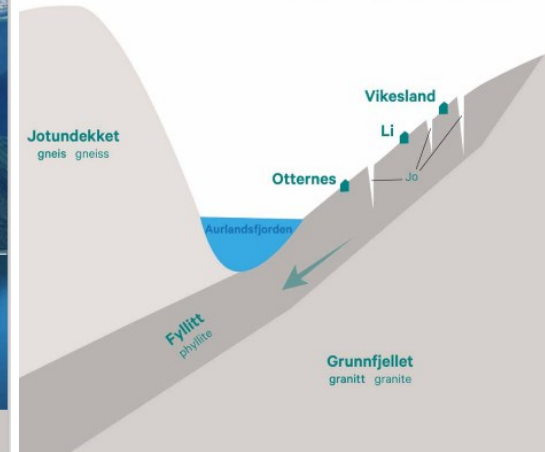 Vikesland
Jotundekket
gneis gneiss
Li
Jo
Otternes
Aurlandsfjorden
Fyllitt
phyllite
Grunnfjellet
granitt granite